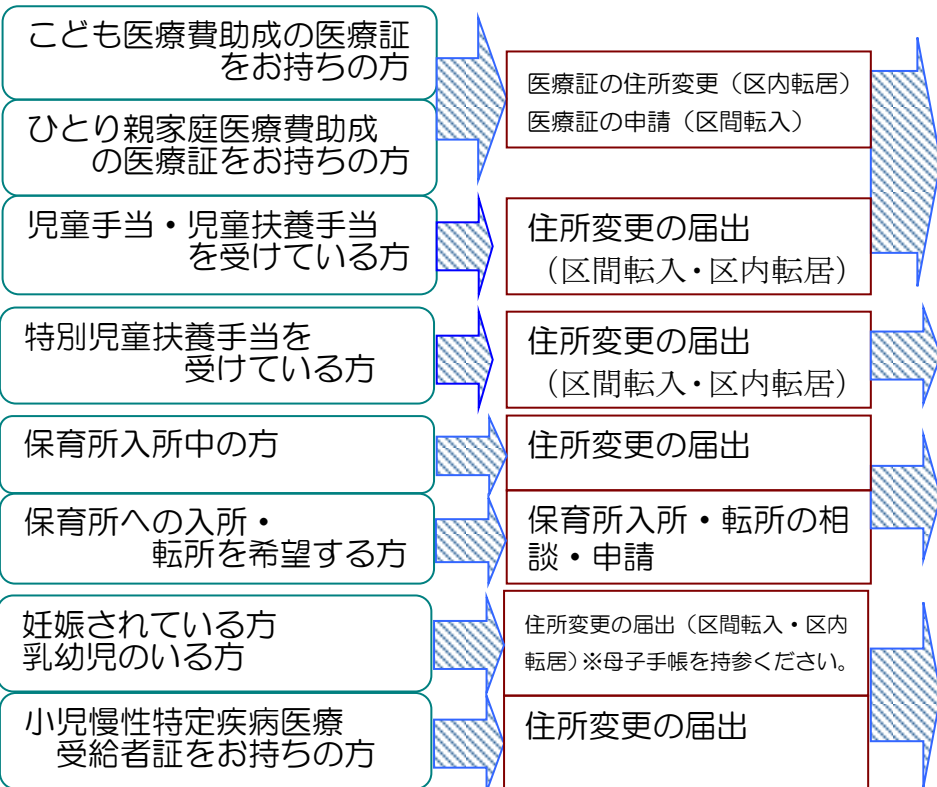 こども医療費助成の医療証
をお持ちの方
ひとり親家庭医療費助成
の医療証をお持ちの方
医療証の住所変更（区内転居）
医療証の申請（区間転入）
児童手当・児童扶養手当
を受けている方
住所変更の届出
（区間転入・区内転居）
特別児童扶養手当を
受けている方
住所変更の届出
（区間転入・区内転居）
保育所入所中の方
住所変更の届出
保育所への入所・
転所を希望する方
保育所入所・転所の相
談・申請
妊娠されている方
乳幼児のいる方
住所変更の届出（区間転入・区内
転居）※母子手帳を持参ください。
小児慢性特定疾病医療
受給者証をお持ちの方
住所変更の届出